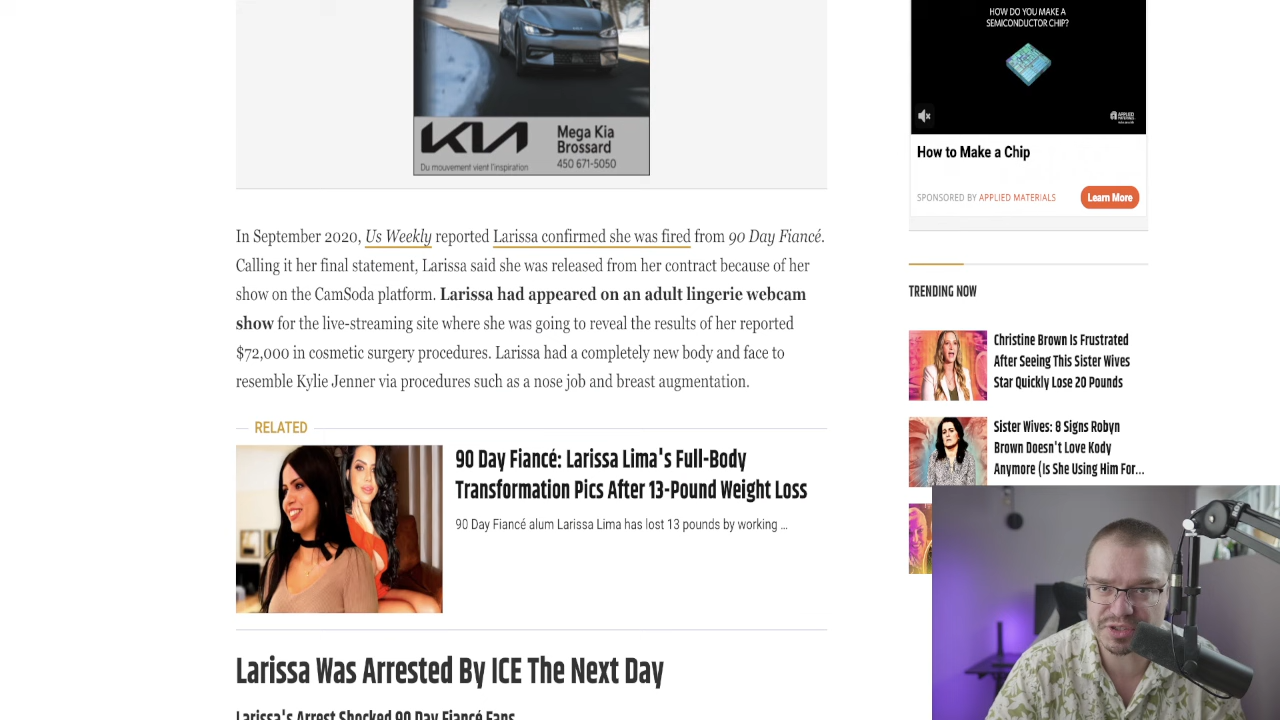 HOW DO YOU MAKE A
SEMICONDUCTOR CHIP?
APPLIED
MATERIALS
How to Make a Chip
SPONSORED BY APPLIED MATERIALS
Learn More
KIA
Mega Kia
Brossard
Du mouvement vient l'inspiration
450 671-5050
In September 2020, Us Weekly reported Larissa confirmed she was fired from 90 Day Fiancé.
Calling it her final statement, Larissa said she was released from her contract because of her
show on the CamSoda platform. Larissa had appeared on an adult lingerie webcam
show for the live-streaming site where she was going to reveal the results of her reported
$72,000 in cosmetic surgery procedures. Larissa had a completely new body and face to
resemble Kylie Jenner via procedures such as a nose job and breast augmentation.
RELATED
90 Day Fiancé: Larissa Lima's Full-Body
Transformation Pics After 13-Pound Weight Loss
90 Day Fiancé alum Larissa Lima has lost 13 pounds by working ...
Larissa Was Arrested By ICE The Next Day
Larissa's Arrest Shocked 90 Day Fiancé Fans
TRENDING NOW
Christine Brown Is Frustrated
After Seeing This Sister Wives
Star Quickly Lose 20 Pounds
Sister Wives: 8 Signs Robyn
Brown Doesn't Love Kody
Anymore (Is She Using Him For...